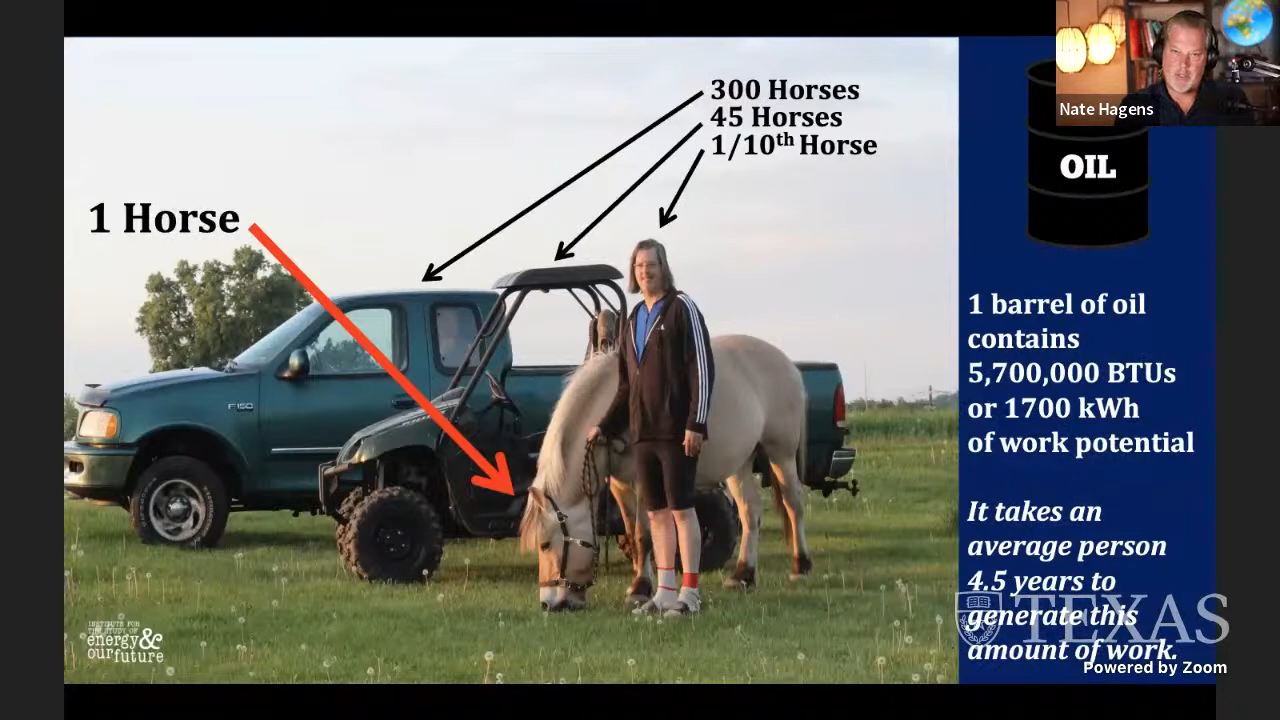 300 Horses
45 Horses
1/10th Horse
1 Horse
Nate Hagens
OIL
1 barrel of oil
contains
5,700,000 BTUs
or 1700 kWh
of work potential
It takes an
average person
4.5 years to
generate this
amount of work.
F150
INSTITUTE FOR
THE STUDY OF
energy&
ourfuture
TEXAS
Powered by Zoom